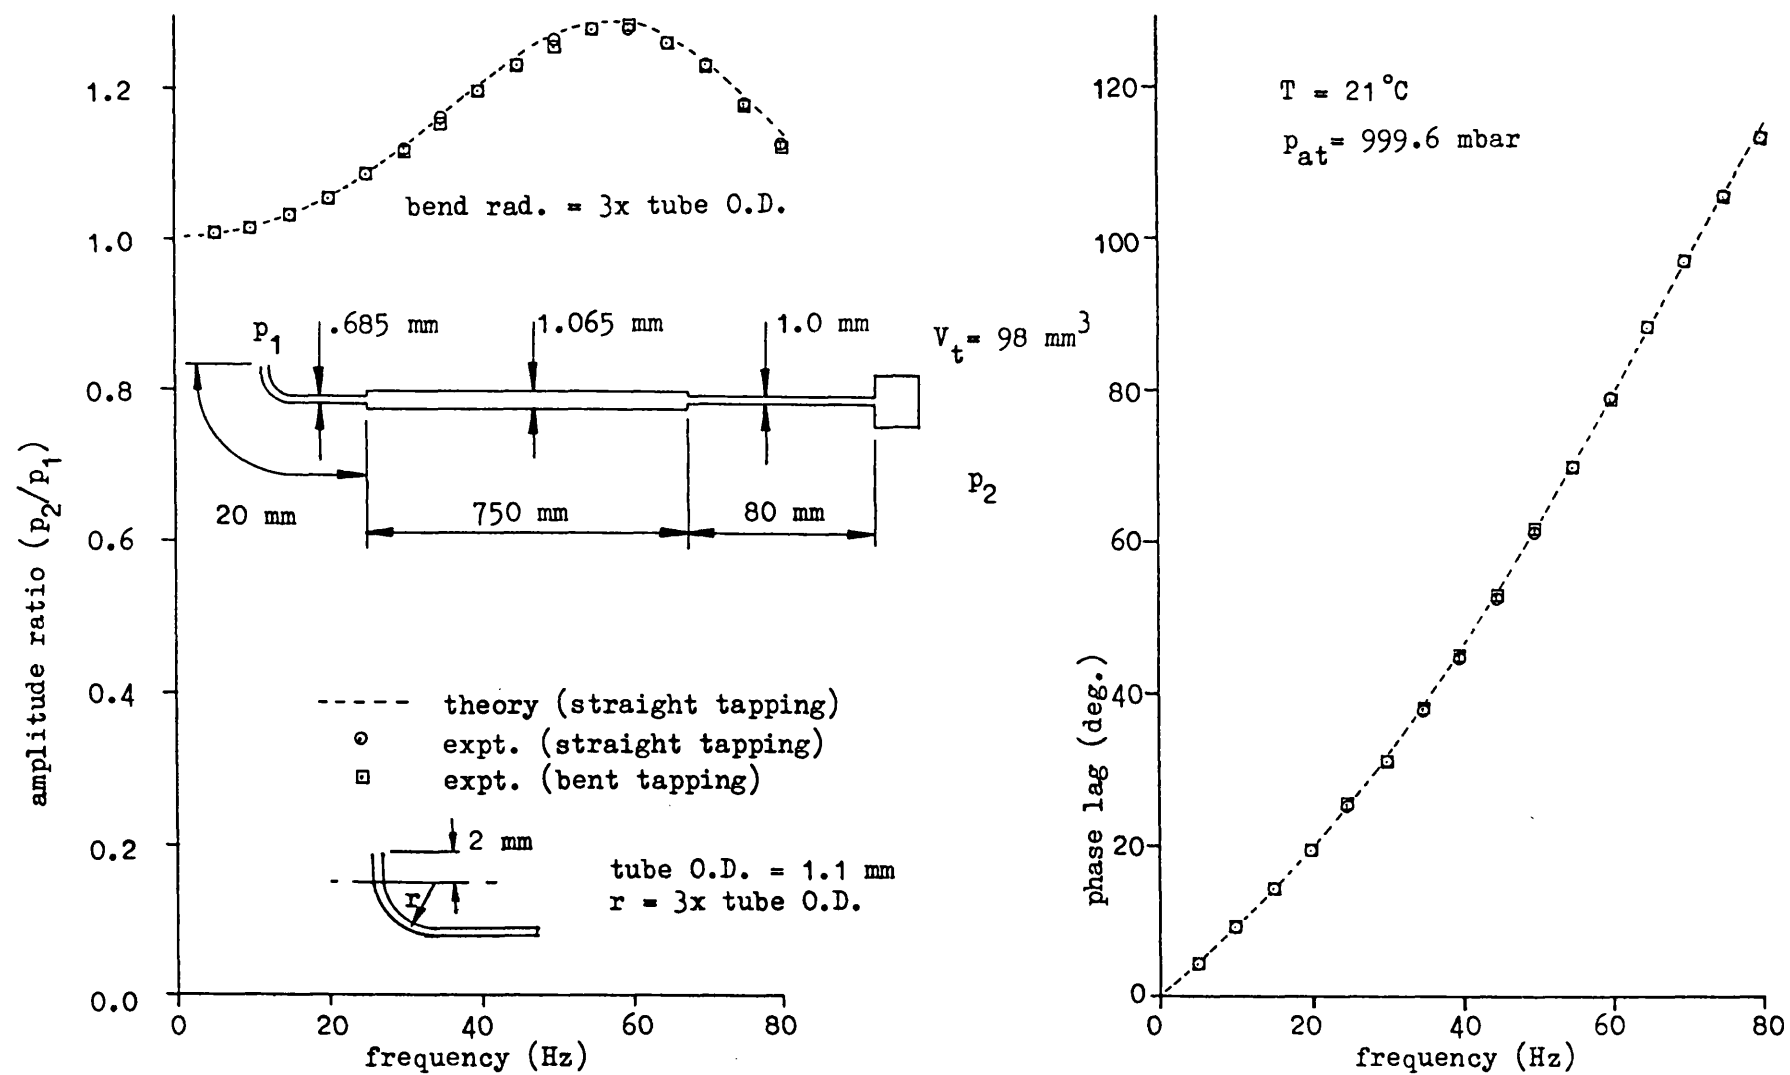 1.2
1.0
0.8
0.6
0.4
0.2
0.0
amplitude ratio (p2/p1)
0
20
40
60
80
frequency (Hz)
bend rad. = 3x tube O.D.
p1
.685 mm
1.065 mm
1.0 mm
Vt= 98 mm3
p2
20 mm
750 mm
80 mm
theory (straight tapping)
expt. (straight tapping)
expt. (bent tapping)
2 mm
r
tube O.D. = 1.1 mm
r = 3x tube O.D.
T = 21°C
pat= 999.6 mbar
120
100
80
60
40
20
0
phase lag (deg.)
0
20
40
60
80
frequency (Hz)